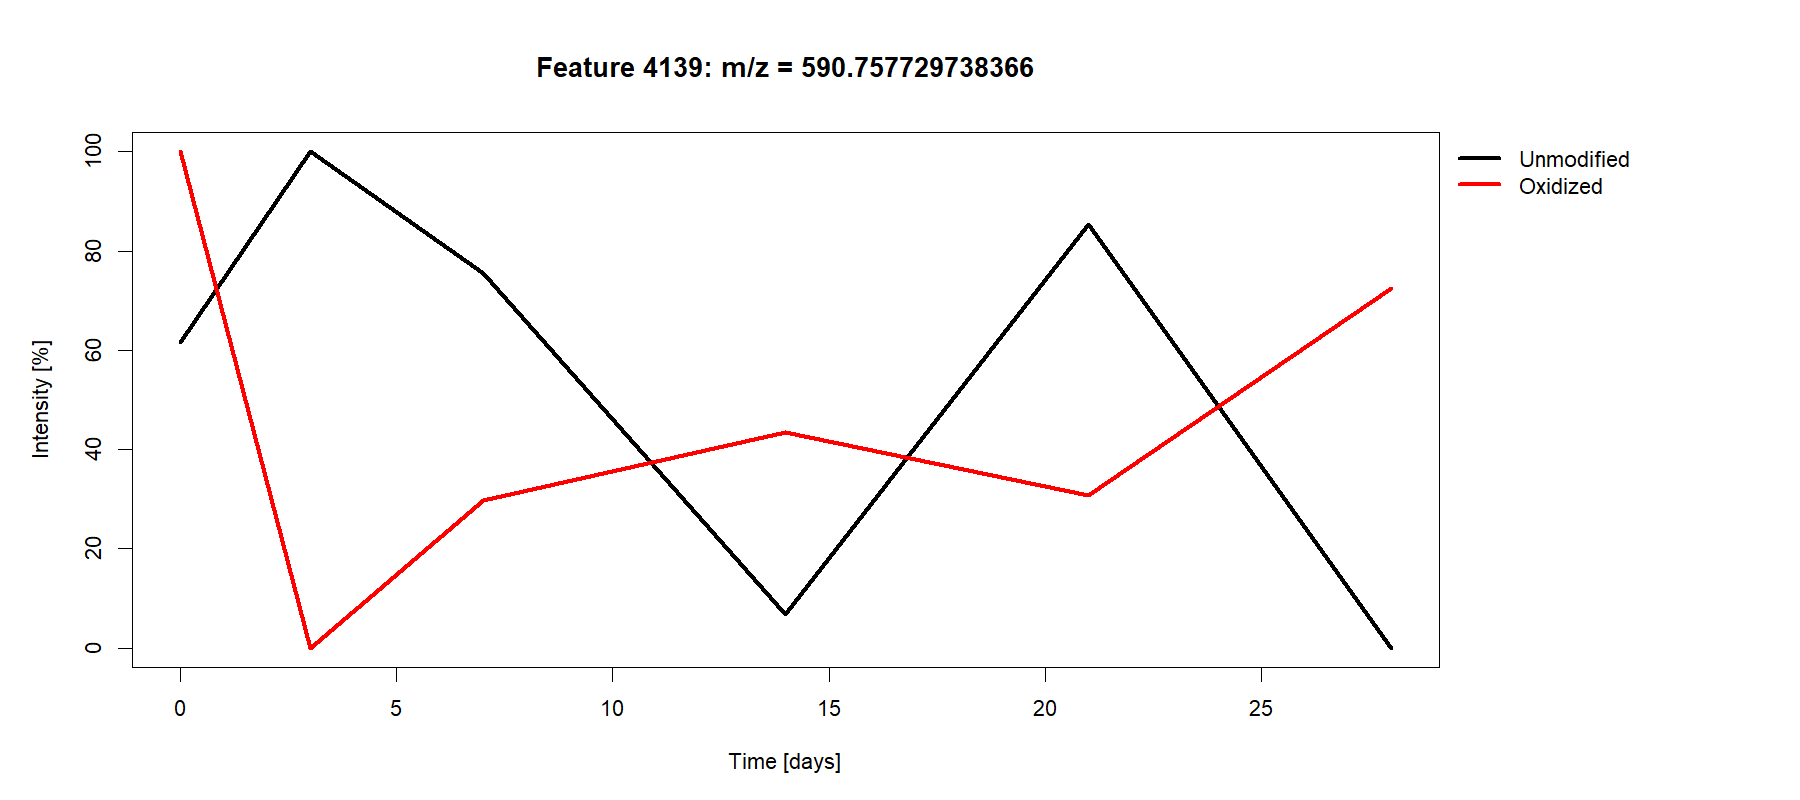 Feature 4139: m/z = 590.757729738366
Unmodified
Oxidized
Intensity [%]
100
80
60
40
20
0
0 5 10 15 20 25
Time [days]